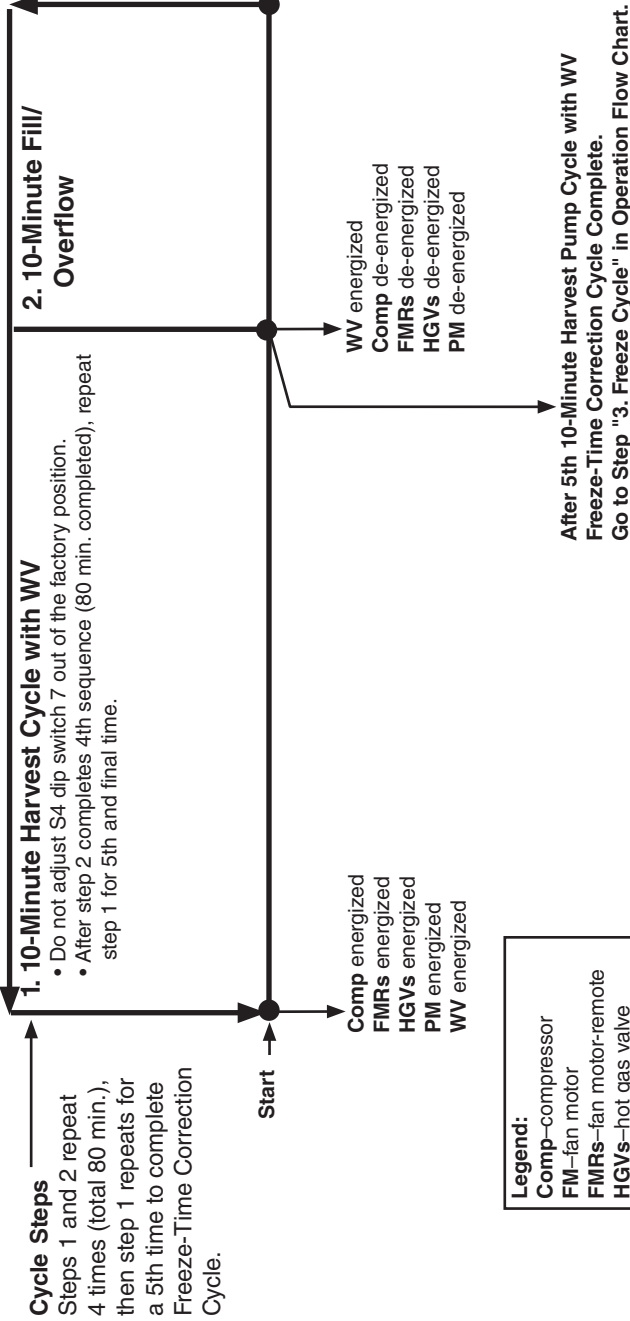 Cycle Steps
Steps 1 and 2 repeat
4 times (total 80 min.),
then step 1 repeats for
a 5th time to complete
Freeze-Time Correction
Cycle.
Start
1. 10-Minute Harvest Cycle with WV
• Do not adjust S4 dip switch 7 out of the factory position.
• After step 2 completes 4th sequence (80 min. completed), repeat
step 1 for 5th and final time.
2. 10-Minute Fill/
Overflow
Comp energized
FMRs energized
HGVs energized
PM energized
WV energized
WV energized
Comp de-energized
FMRs de-energized
HGVs de-energized
PM de-energized
After 5th 10-Minute Harvest Pump Cycle with WV
Freeze-Time Correction Cycle Complete.
Go to Step "3. Freeze Cycle" in Operation Flow Chart.
Legend:
Comp–compressor
FM–fan motor
FMRs–fan motor-remote
HGVs–hot gas valve